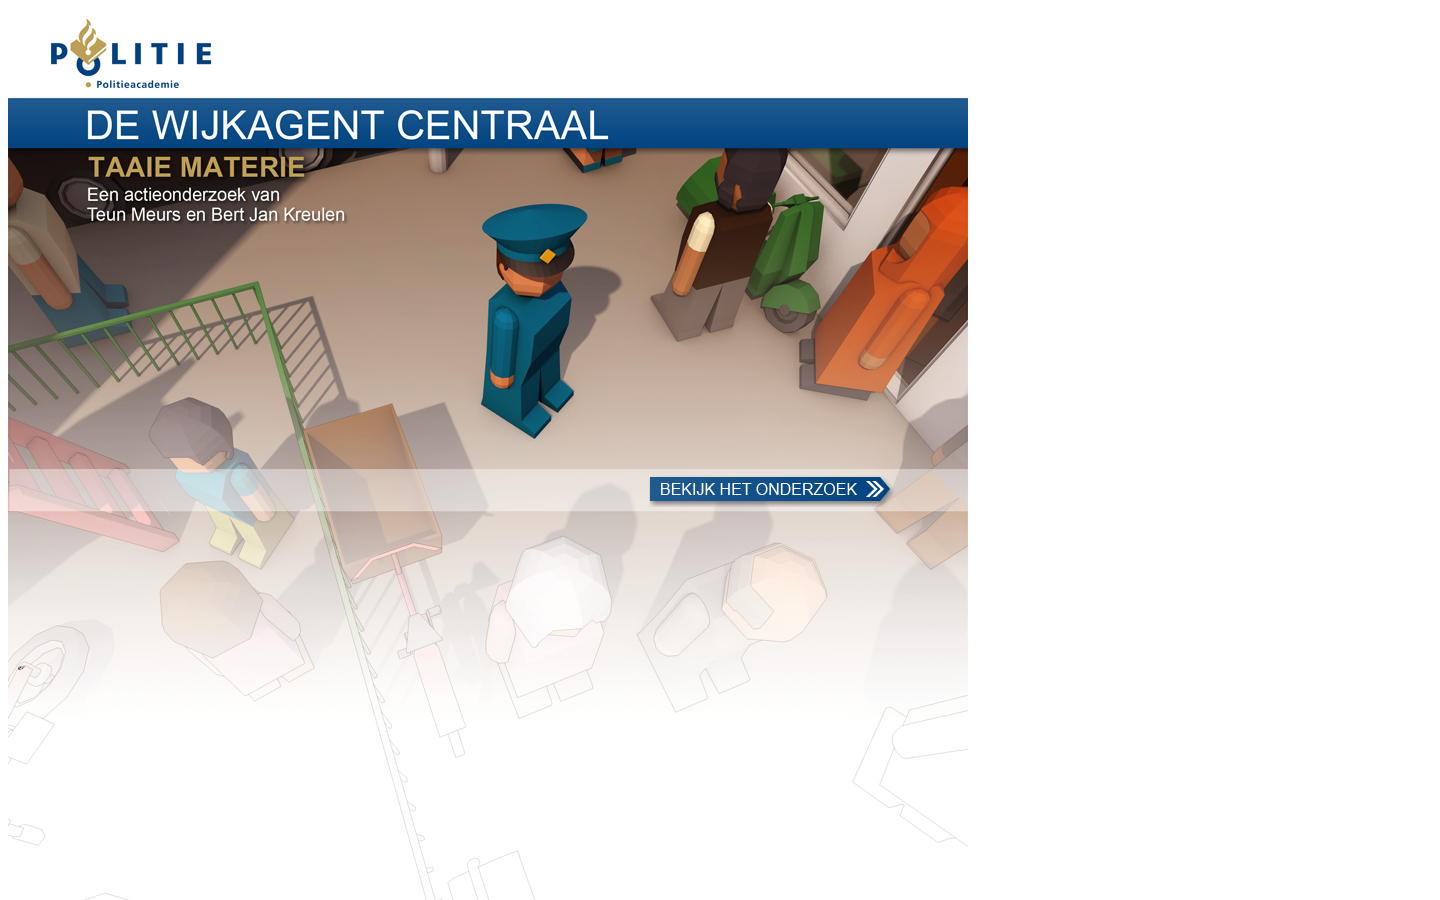 POLITIE
Politieacademie
DE WIJKAGENT CENTRAAL
TAAIE MATERIE
Een actieonderzoek van
Teun Meurs en Bert Jan Kreulen
BEKIJK HET ONDERZOEK